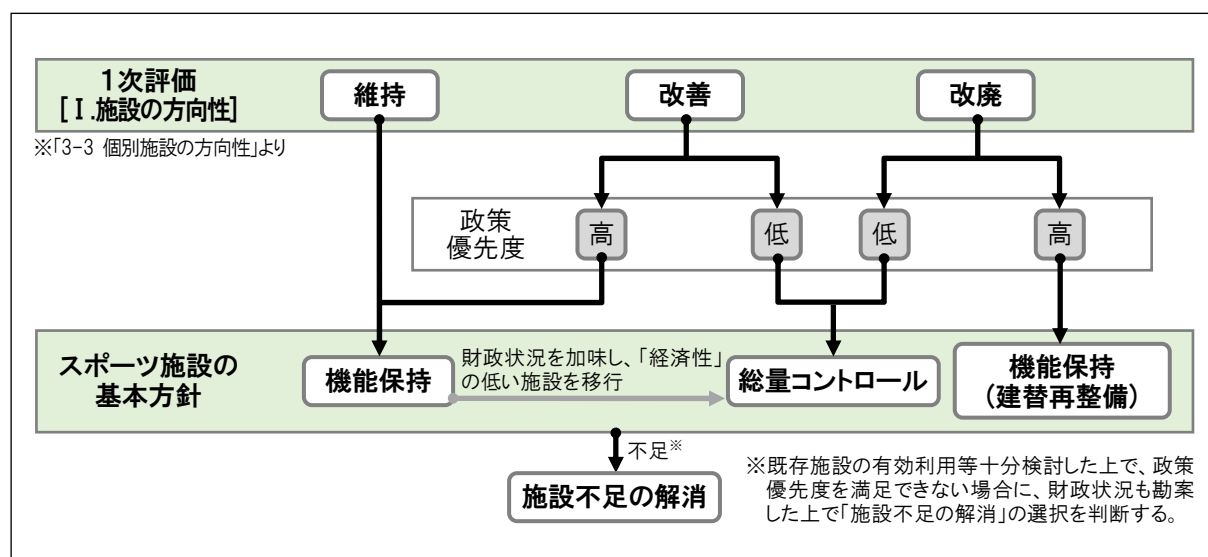 1次評価
[Ⅰ.施設の方向性]
維持
改善
改廃
※「3-3 個別施設の方向性」より
政策
優先度
高
低
低
高
スポーツ施設の
基本方針
機能保持
財政状況を加味し、「経済性」
の低い施設を移行
総量コントロール
機能保持
(建替再整備)
不足※
施設不足の解消
※既存施設の有効利用等十分検討した上で、政策
優先度を満足できない場合に、財政状況も勘案
した上で「施設不足の解消」の選択を判断する。